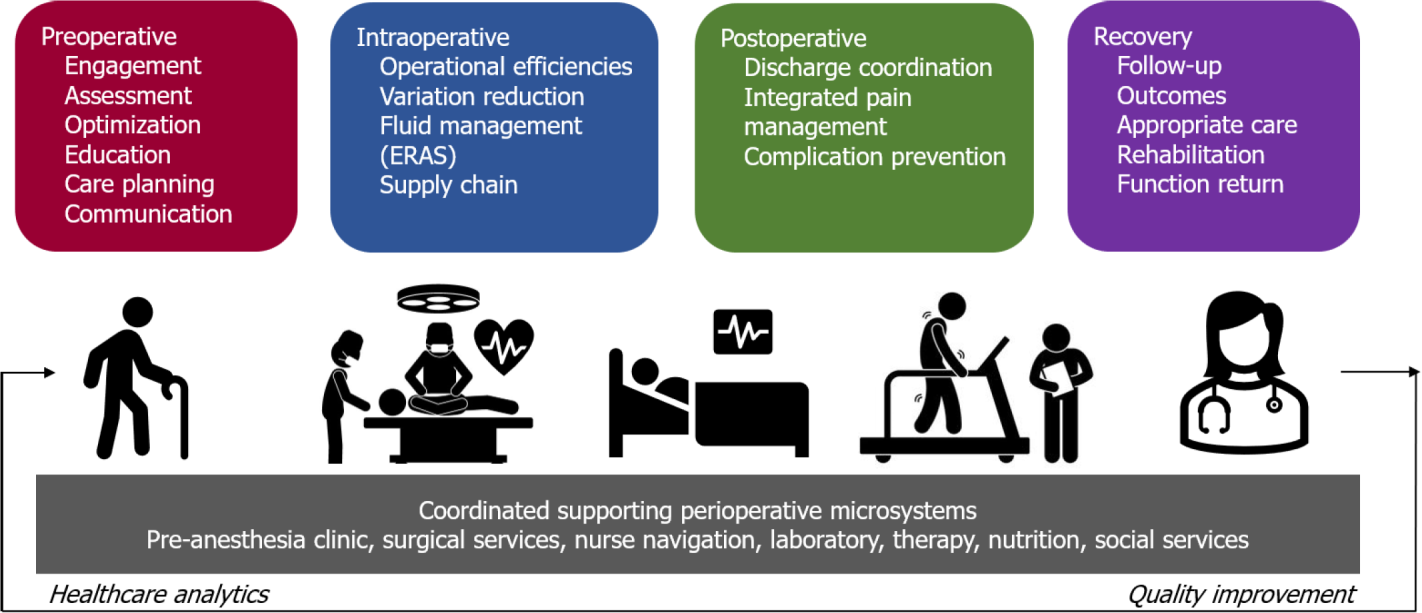 Preoperative
Engagement
Assessment
Optimization
Education
Care planning
Communication
Intraoperative
Operational efficiencies
Variation reduction
Fluid management
(ERAS)
Supply chain
Postoperative
Discharge coordination
Integrated pain
management
Complication prevention
Recovery
Follow-up
Outcomes
Appropriate care
Rehabilitation
Function return
Coordinated supporting perioperative microsystems
Pre-anesthesia clinic, surgical services, nurse navigation, laboratory, therapy, nutrition, social services
Healthcare analytics
Quality improvement